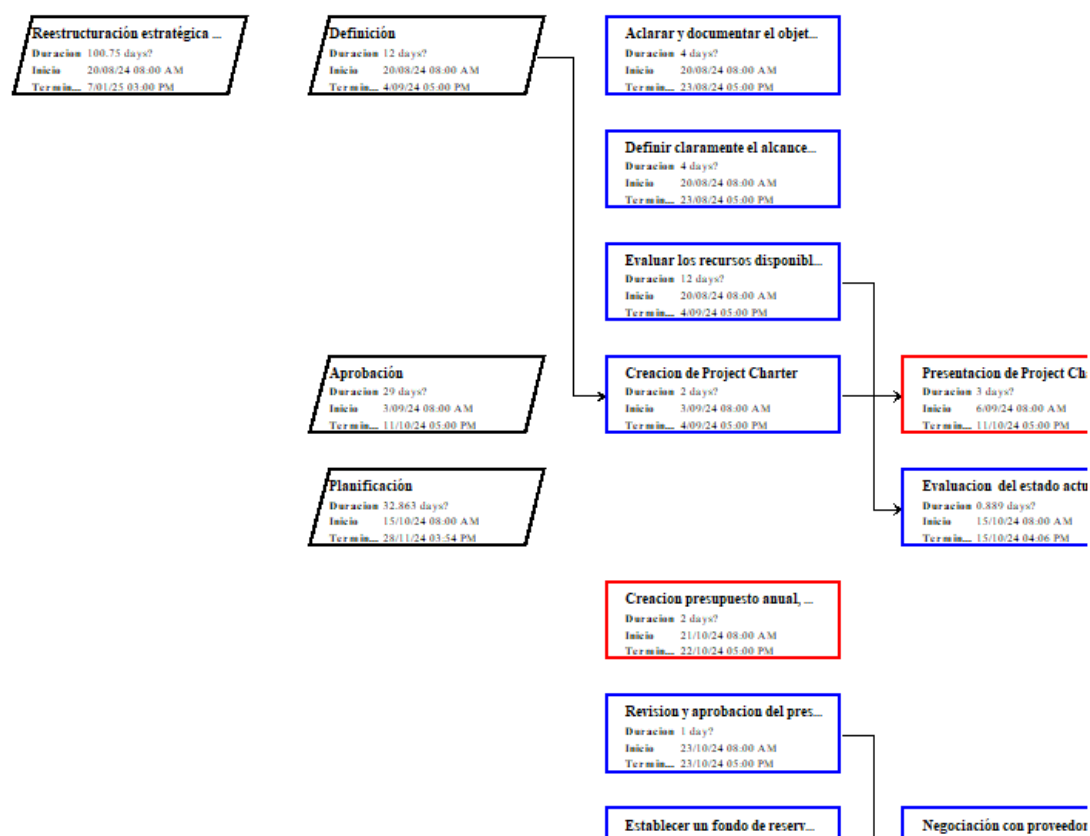 Reestructuración estratégica ...
Duracion 100.75 days?
Inicio 20/08/24 08:00 AM
Termin... 7/01/25 03:00 PM
Definición
Duracion 12 days?
Inicio 20/08/24 08:00 AM
Termin... 4/09/24 05:00 PM
Aclarar y documentar el objet...
Duracion 4 days?
Inicio 20/08/24 08:00 AM
Termin... 23/08/24 05:00 PM
Definir claramente el alcance...
Duracion 4 days?
Inicio 20/08/24 08:00 AM
Termin... 23/08/24 05:00 PM
Evaluar los recursos disponibl...
Duracion 12 days?
Inicio 20/08/24 08:00 AM
Termin... 4/09/24 05:00 PM
Aprobación
Duracion 29 days?
Inicio 3/09/24 08:00 AM
Termin... 11/10/24 05:00 PM
Creacion de Project Charter
Duracion 2 days?
Inicio 3/09/24 08:00 AM
Termin... 4/09/24 05:00 PM
Presentacion de Project Ch
Duracion 3 days?
Inicio 6/09/24 08:00 AM
Termin... 11/10/24 05:00 PM
Planificación
Duracion 32.863 days?
Inicio 15/10/24 08:00 AM
Termin... 28/11/24 03:54 PM
Evaluacion del estado actu
Duracion 0.889 days?
Inicio 15/10/24 08:00 AM
Termin... 15/10/24 04:06 PM
Creacion presupuesto anual, ...
Duracion 2 days?
Inicio 21/10/24 08:00 AM
Termin... 22/10/24 05:00 PM
Revision y aprobacion del pres...
Duracion 1 day?
Inicio 23/10/24 08:00 AM
Termin... 23/10/24 05:00 PM
Establecer un fondo de reserv...
Negociación con proveedor